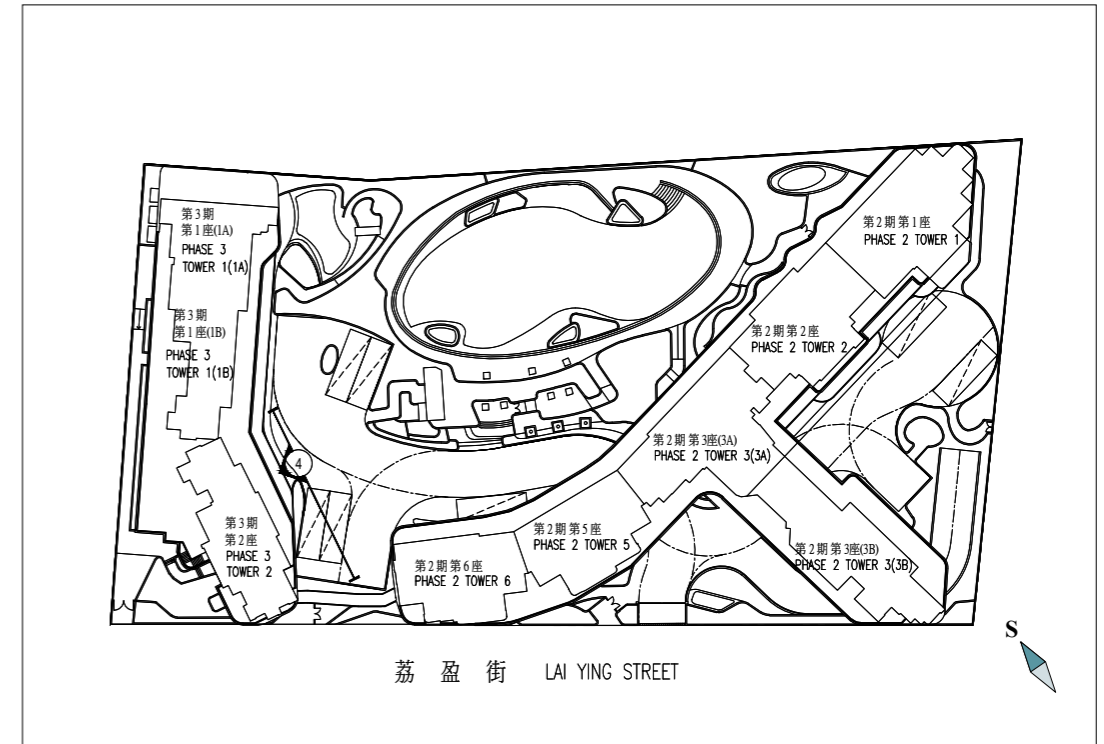 第3期
第1座(1A)
PHASE 3
TOWER 1(1A)
第2期第1座
PHASE 2 TOWER 1
第3期
第1座(1B)
PHASE 3
TOWER 1(1B)
第2期第2座
PHASE 2 TOWER 2
第2期第3座(3A)
PHASE 2 TOWER 3(3A)
4
第3期
第2座
PHASE 3
TOWER 2
第2期第5座
PHASE 2 TOWER 5
第2期第3座(3B)
PHASE 2 TOWER 3(3B)
第2期第6座
PHASE 2 TOWER 6
S
荔盈街 LAI YING STREET